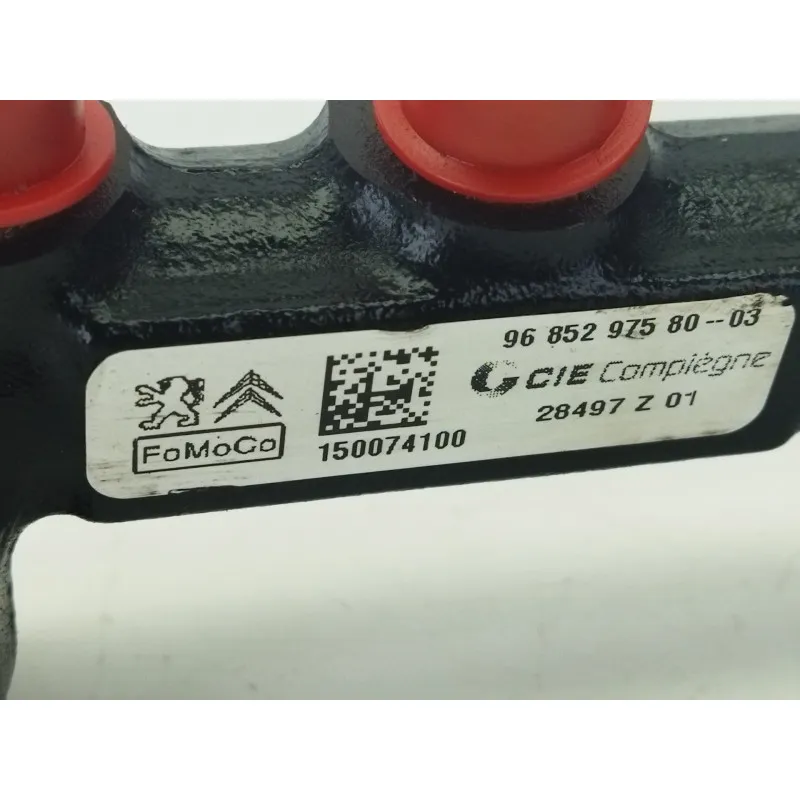 96 852 975 80--03
CIE Compiègne
28497 Z 01
FoMoCo
150074100